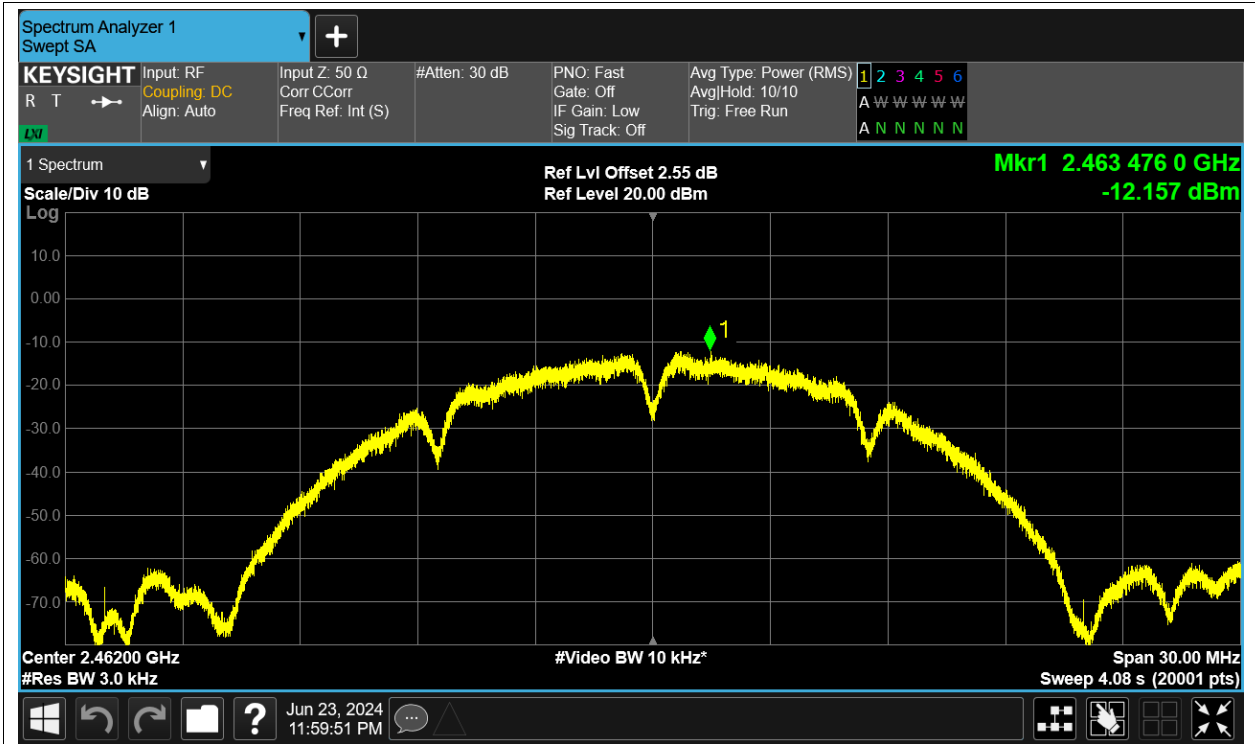 Spectrum Analyzer 1
Swept SA
KEYSIGHT
R T
LXI
Input: RF
Coupling: DC
Align: Auto
Input Z: 50 Ω
Corr CCorr
Freq Ref: Int (S)
#Atten: 30 dB
PNO: Fast
Gate: Off
IF Gain: Low
Sig Track: Off
Avg Type: Power (RMS)
Avg|Hold: 10/10
Trig: Free Run
1 2 3 4 5 6
A W W W W W
A N N N N N
1 Spectrum
Scale/Div 10 dB
Log
Ref Lvl Offset 2.55 dB
Ref Level 20.00 dBm
Mkr1 2.463 476 0 GHz
-12.157 dBm
10.0
0.00
-10.0
-20.0
-30.0
-40.0
-50.0
-60.0
-70.0
1
Center 2.46200 GHz
#Res BW 3.0 kHz
#Video BW 10 kHz*
Span 30.00 MHz
Sweep 4.08 s (20001 pts)
?
Jun 23, 2024
11:59:51 PM